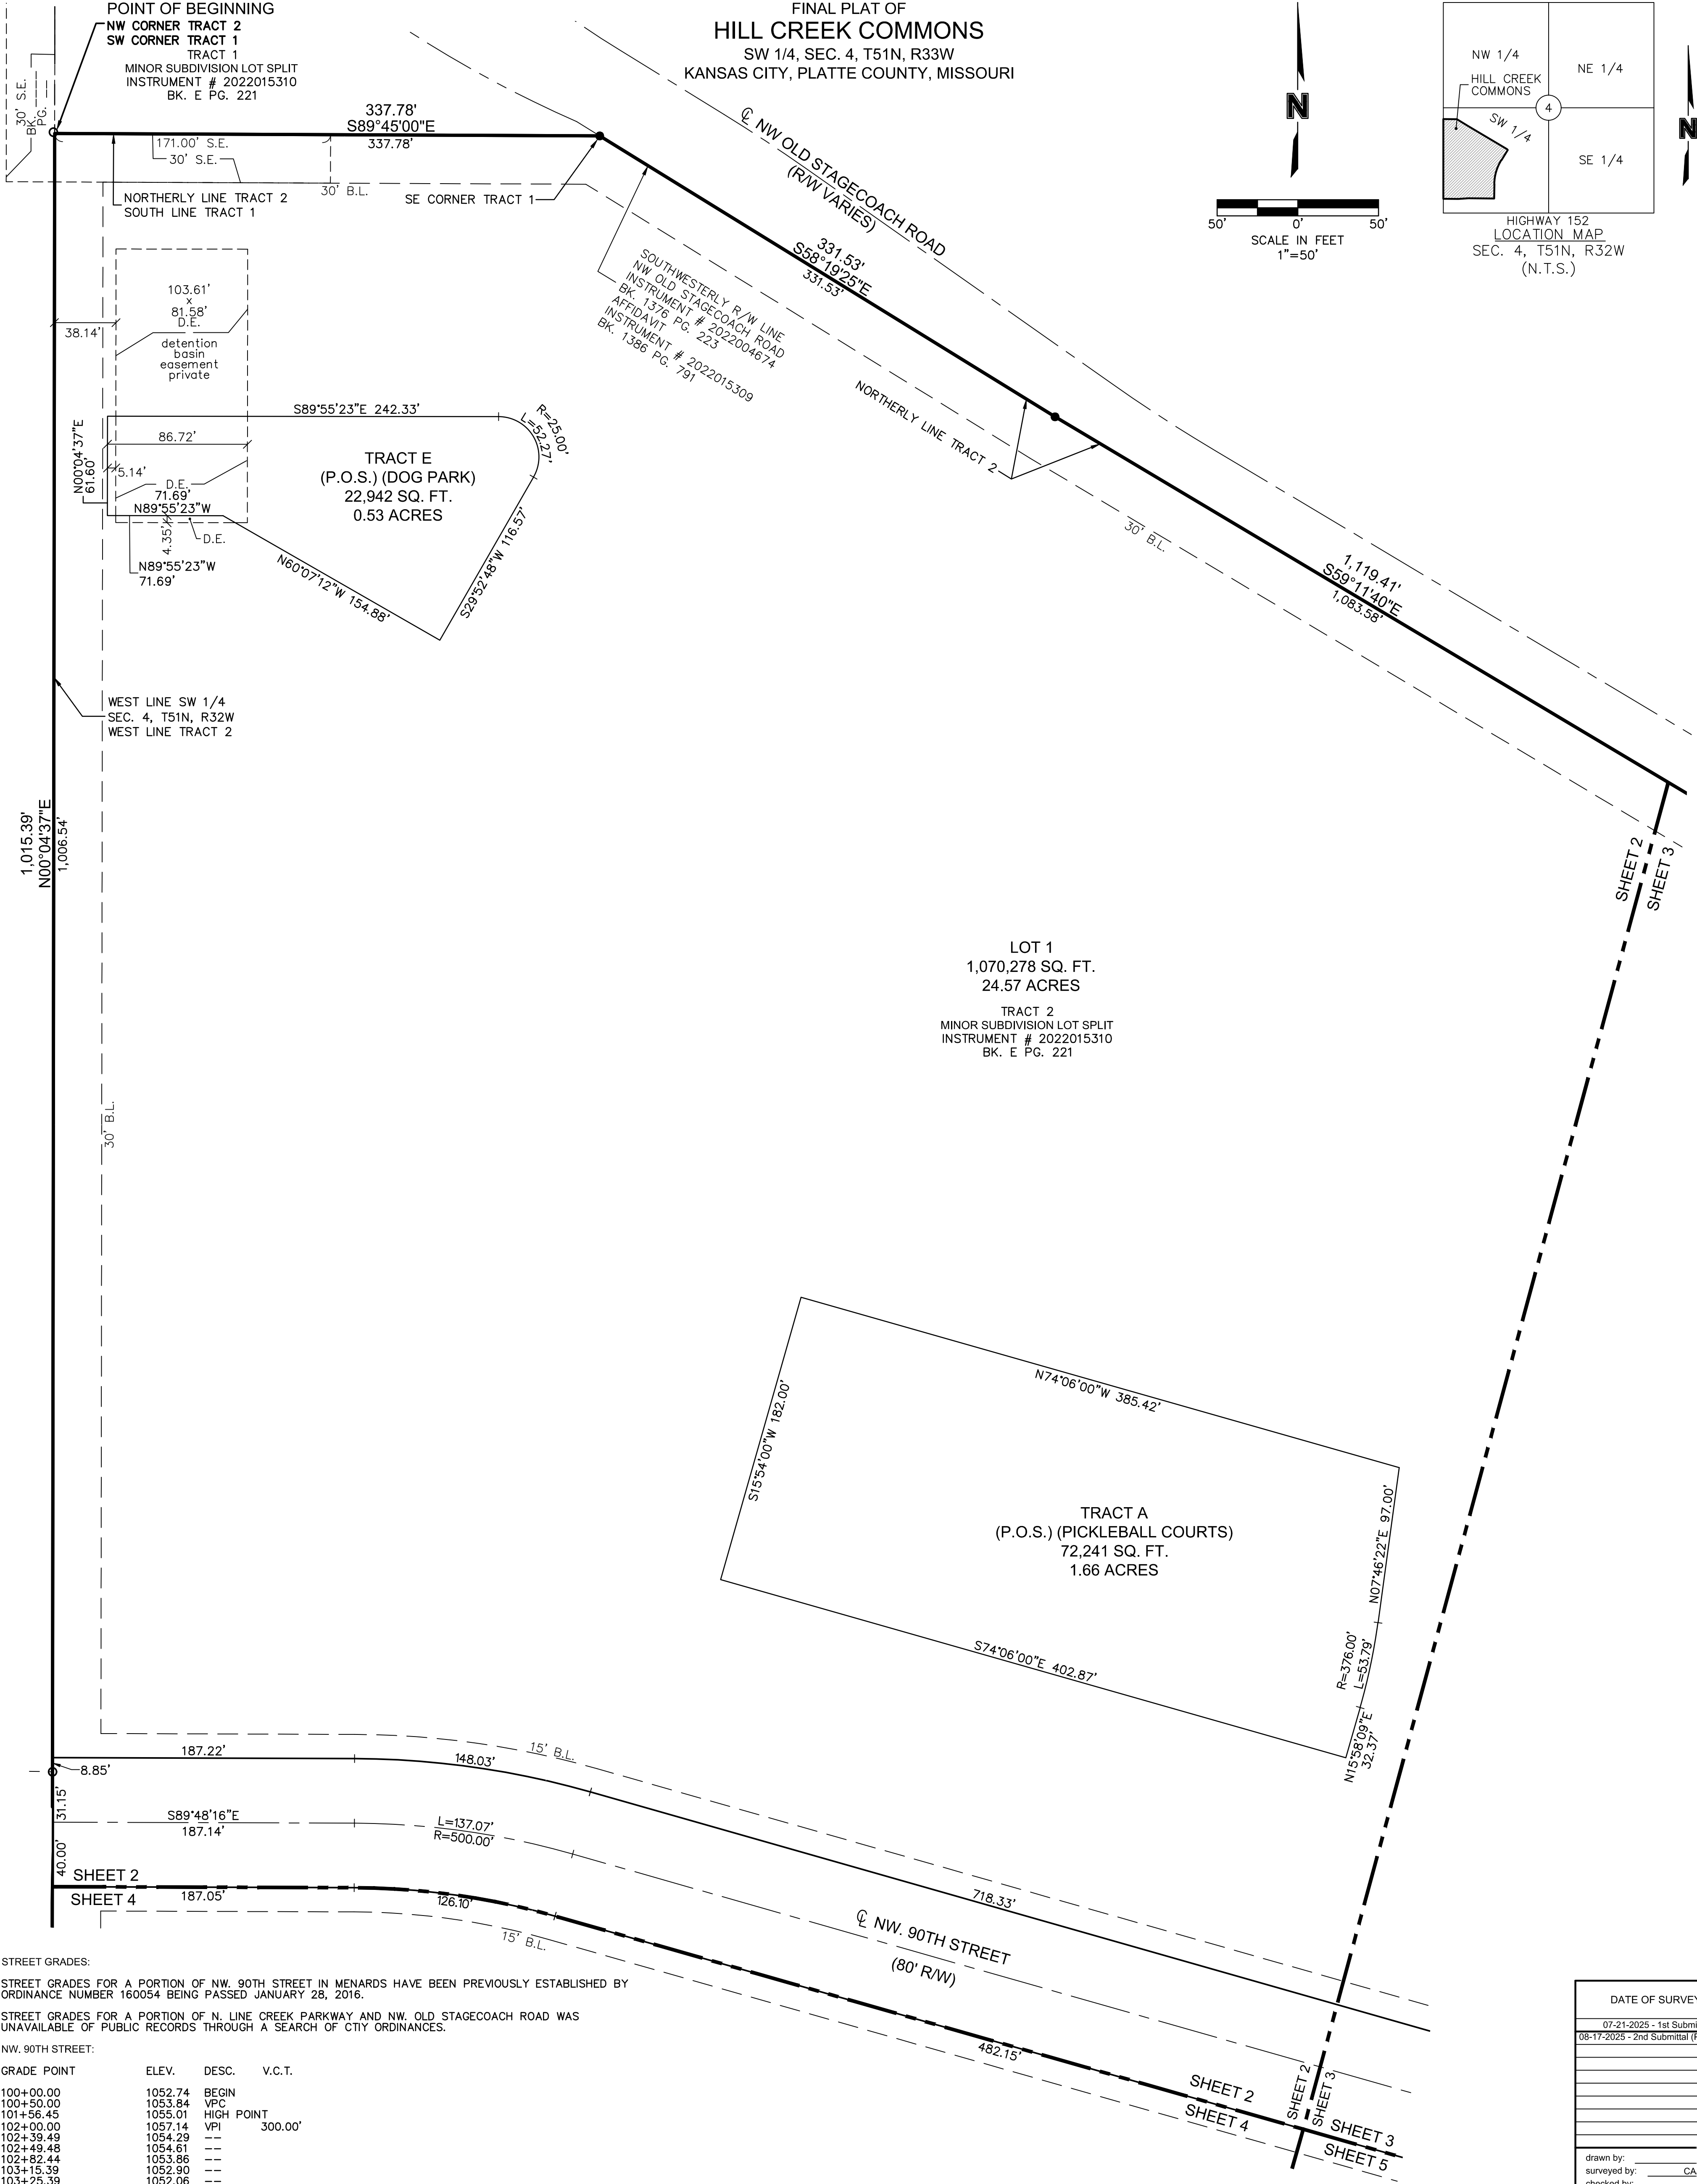 POINT OF BEGINNING
NW CORNER TRACT 2
SW CORNER TRACT 1
TRACT 1
MINOR SUBDIVISION LOT SPLIT
INSTRUMENT # 2022015310
BK. E PG. 221
30' S.E.
BK.
PG.
FINAL PLAT OF
HILL CREEK COMMONS
SW 1/4, SEC. 4, T51N, R33W
KANSAS CITY, PLATTE COUNTY, MISSOURI
N
50' 0' 50'
SCALE IN FEET
1"=50'
NW 1/4
NE 1/4
HILL CREEK
COMMONS
4
SW 1/4
SE 1/4
HIGHWAY 152
LOCATION MAP
SEC. 4, T51N, R32W
(N.T.S.)
N
337.78'
S89°45'00"E
337.78'
171.00' S.E.
30' S.E.
30' B.L.
NORTHERLY LINE TRACT 2
SOUTH LINE TRACT 1
SE CORNER TRACT 1
℄ NW OLD STAGECOACH ROAD
(R/W VARIES)
331.53'
S58°19'25"E
331.53'
SOUTHWESTERLY R/W LINE
NW OLD STAGECOACH ROAD
INSTRUMENT # 2022004674
BK. 1376 PG. 223
AFFIDAVIT
INSTRUMENT # 2022015309
BK. 1386 PG. 791
NORTHERLY LINE TRACT 2
30' B.L.
1,119.41'
S59°11'40"E
1,083.58'
103.61'
x
81.58'
D.E.
detention
basin
easement
private
38.14'
S89°55'23"E 242.33'
R=25.00'
L=52.27'
N00°04'37"E
61.60'
86.72'
5.14'
D.E.
71.69'
N89°55'23"W
4.35'
D.E.
N89°55'23"W
71.69'
TRACT E
(P.O.S.) (DOG PARK)
22,942 SQ. FT.
0.53 ACRES
N60°07'12"W 154.88'
S29°52'48"W 116.57'
WEST LINE SW 1/4
SEC. 4, T51N, R32W
WEST LINE TRACT 2
1,015.39'
N00°04'37"E
1,006.54'
30' B.L.
SHEET 2
SHEET 3
LOT 1
1,070,278 SQ. FT.
24.57 ACRES
TRACT 2
MINOR SUBDIVISION LOT SPLIT
INSTRUMENT # 2022015310
BK. E PG. 221
N74°06'00"W 385.42'
S15°54'00"W 182.00'
TRACT A
(P.O.S.) (PICKLEBALL COURTS)
72,241 SQ. FT.
1.66 ACRES
N07°46'22"E 97.00'
R=376.00'
L=53.79'
S74°06'00"E 402.87'
N15°58'09"E
32.37'
187.22'
148.03'
15' B.L.
8.85'
31.15'
S89°48'16"E
187.14'
L=137.07'
R=500.00'
40.00'
SHEET 2
SHEET 4
187.05'
126.10'
15' B.L.
718.33'
℄ NW. 90TH STREET
(80' R/W)
482.15'
SHEET 2
SHEET 4
SHEET 2
SHEET 3
SHEET 3
SHEET 5
STREET GRADES:
STREET GRADES FOR A PORTION OF NW. 90TH STREET IN MENARDS HAVE BEEN PREVIOUSLY ESTABLISHED BY
ORDINANCE NUMBER 160054 BEING PASSED JANUARY 28, 2016.
STREET GRADES FOR A PORTION OF N. LINE CREEK PARKWAY AND NW. OLD STAGECOACH ROAD WAS
UNAVAILABLE OF PUBLIC RECORDS THROUGH A SEARCH OF CTIY ORDINANCES.
NW. 90TH STREET:
GRADE POINT ELEV. DESC. V.C.T.
100+00.00 1052.74 BEGIN
100+50.00 1053.84 VPC
101+56.45 1055.01 HIGH POINT
102+00.00 1057.14 VPI 300.00'
102+39.49 1054.29 --
102+49.48 1054.61 --
102+82.44 1053.86 --
103+15.39 1052.90 --
103+25.39 1052.06 --
DATE OF SURVEY
07-21-2025 - 1st Submi
08-17-2025 - 2nd Submittal
drawn by:
surveyed by: CA
checked by: